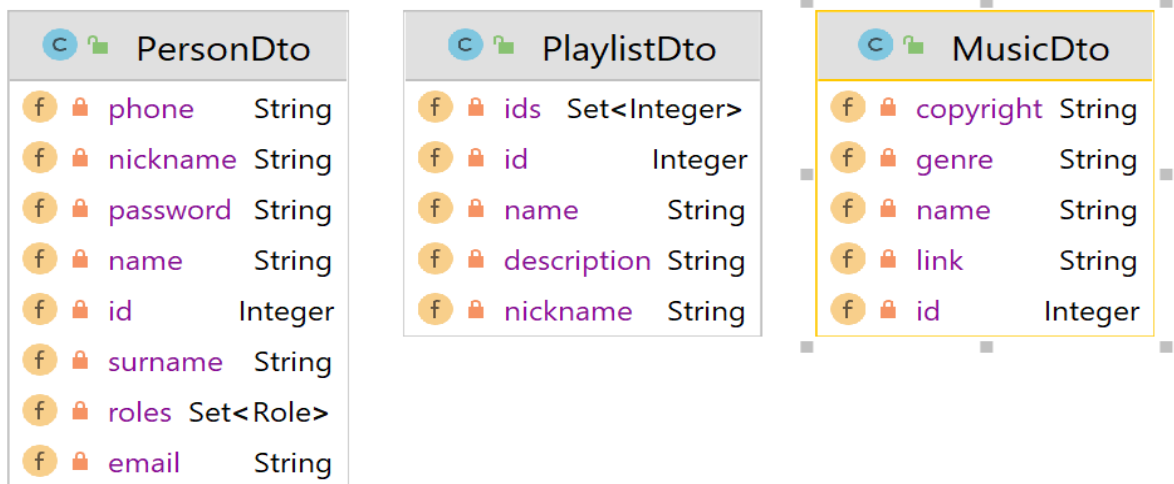 C PersonDto
f phone String
f nickname String
f password String
f name String
f id Integer
f surname String
f roles Set<Role>
f email String
C PlaylistDto
f ids Set<Integer>
f id Integer
f name String
f description String
f nickname String
C MusicDto
f copyright String
f genre String
f name String
f link String
f id Integer